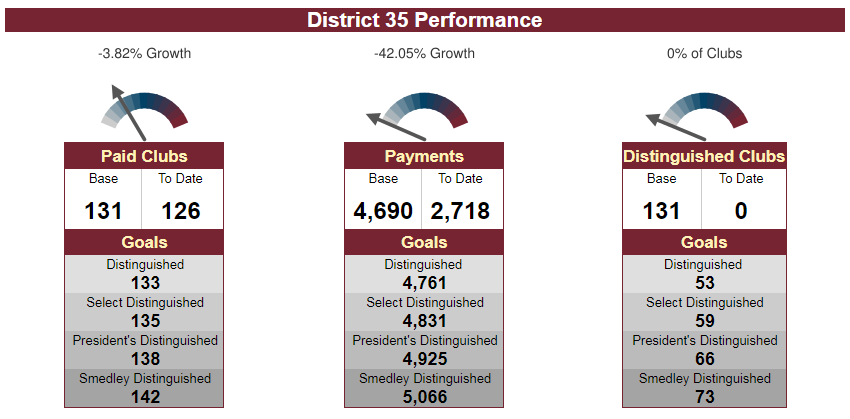 District 35 Performance
-3.82% Growth
-42.05% Growth
0% of Clubs
Paid Clubs
Base To Date
131 126
Goals
Distinguished
133
Select Distinguished
135
President's Distinguished
138
Smedley Distinguished
142
Payments
Base To Date
4,690 2,718
Goals
Distinguished
4,761
Select Distinguished
4,831
President's Distinguished
4,925
Smedley Distinguished
5,066
Distinguished Clubs
Base To Date
131 0
Goals
Distinguished
53
Select Distinguished
59
President's Distinguished
66
Smedley Distinguished
73